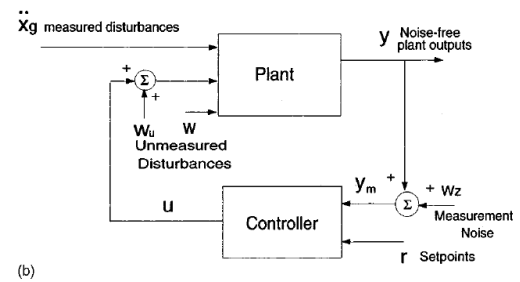 Ẍg measured disturbances
y Noise-free
plant outputs
Plant
+
Σ
+
Wu
w
Unmeasured
Disturbances
ym
+
Σ
+ Wz
Measurement
Noise
u
Controller
r Setpoints
(b)